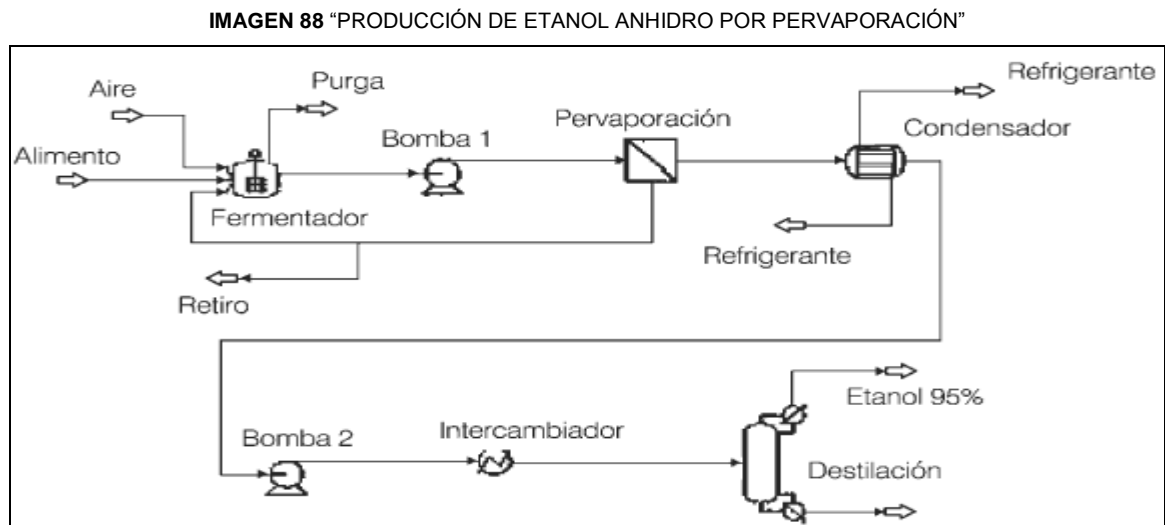 IMAGEN 88 “PRODUCCIÓN DE ETANOL ANHIDRO POR PERVAPORACIÓN”
Aire
Purga
Refrigerante
Alimento
Bomba 1
Pervaporación
Condensador
Fermentador
Refrigerante
Retiro
Etanol 95%
Bomba 2
Intercambiador
Destilación